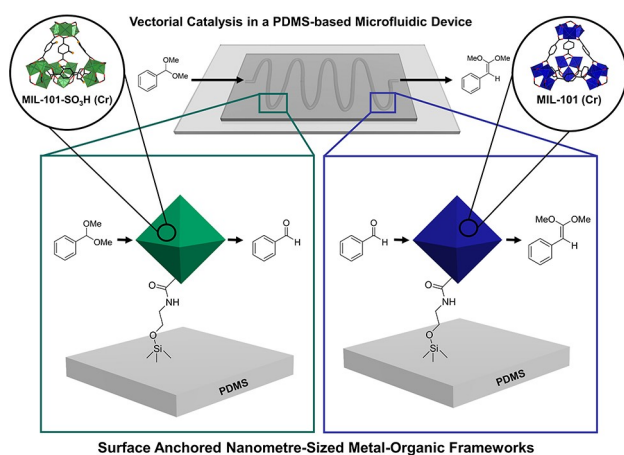 Vectorial Catalysis in a PDMS-based Microfluidic Device
MIL-101-SO3H (Cr)
OMe
OMe
MeO OMe
H
MIL-101 (Cr)
OMe
OMe
O
H
O
NH
O
Si
PDMS
O
H
MeO OMe
H
O
NH
O
Si
PDMS
Surface Anchored Nanometre-Sized Metal-Organic Frameworks